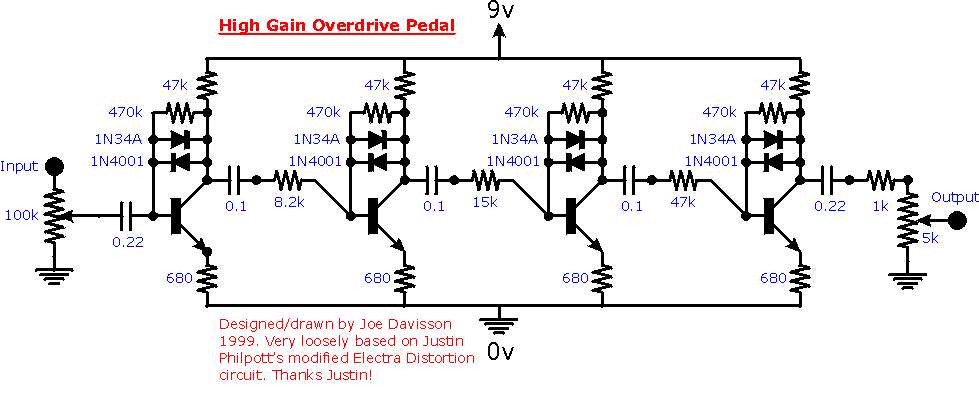 High Gain Overdrive Pedal
9v
47k 47k 47k 47k
470k 470k 470k 470k
1N34A 1N34A 1N34A 1N34A
Input 1N4001 1N4001 1N4001 1N4001
100k 0.1 8.2k 0.1 15k 0.1 47k 0.22 1k Output
0.22 5k
680 680 680 680
Designed/drawn by Joe Davisson
1999. Very loosely based on Justin
Philpott's modified Electra Distortion
circuit. Thanks Justin!
0v